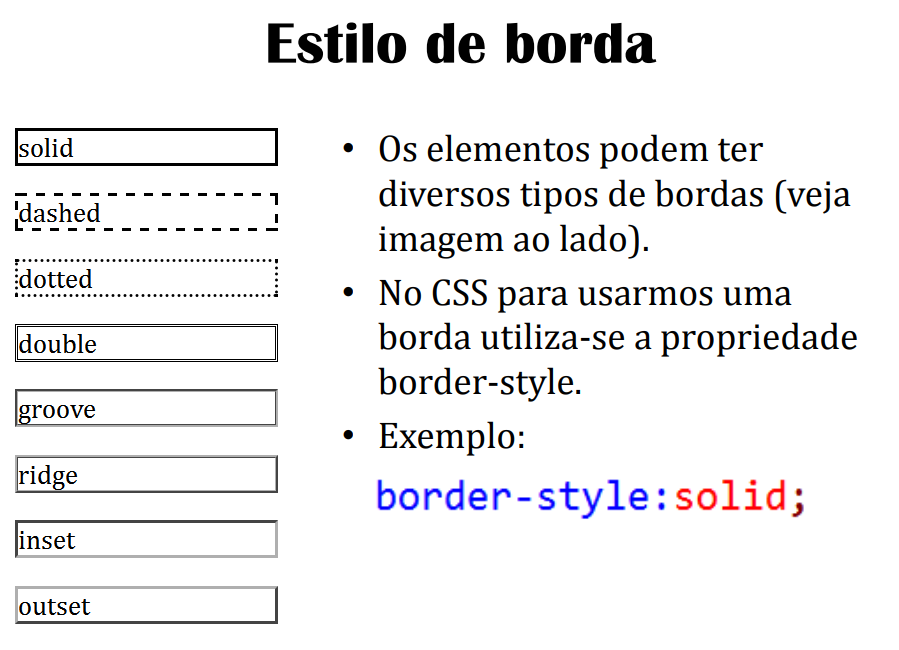 Estilo de borda
solid
dashed
dotted
double
groove
ridge
inset
outset
• Os elementos podem ter
diversos tipos de bordas (veja
imagem ao lado).
• No CSS para usarmos uma
borda utiliza-se a propriedade
border-style.
• Exemplo:
border-style:solid;